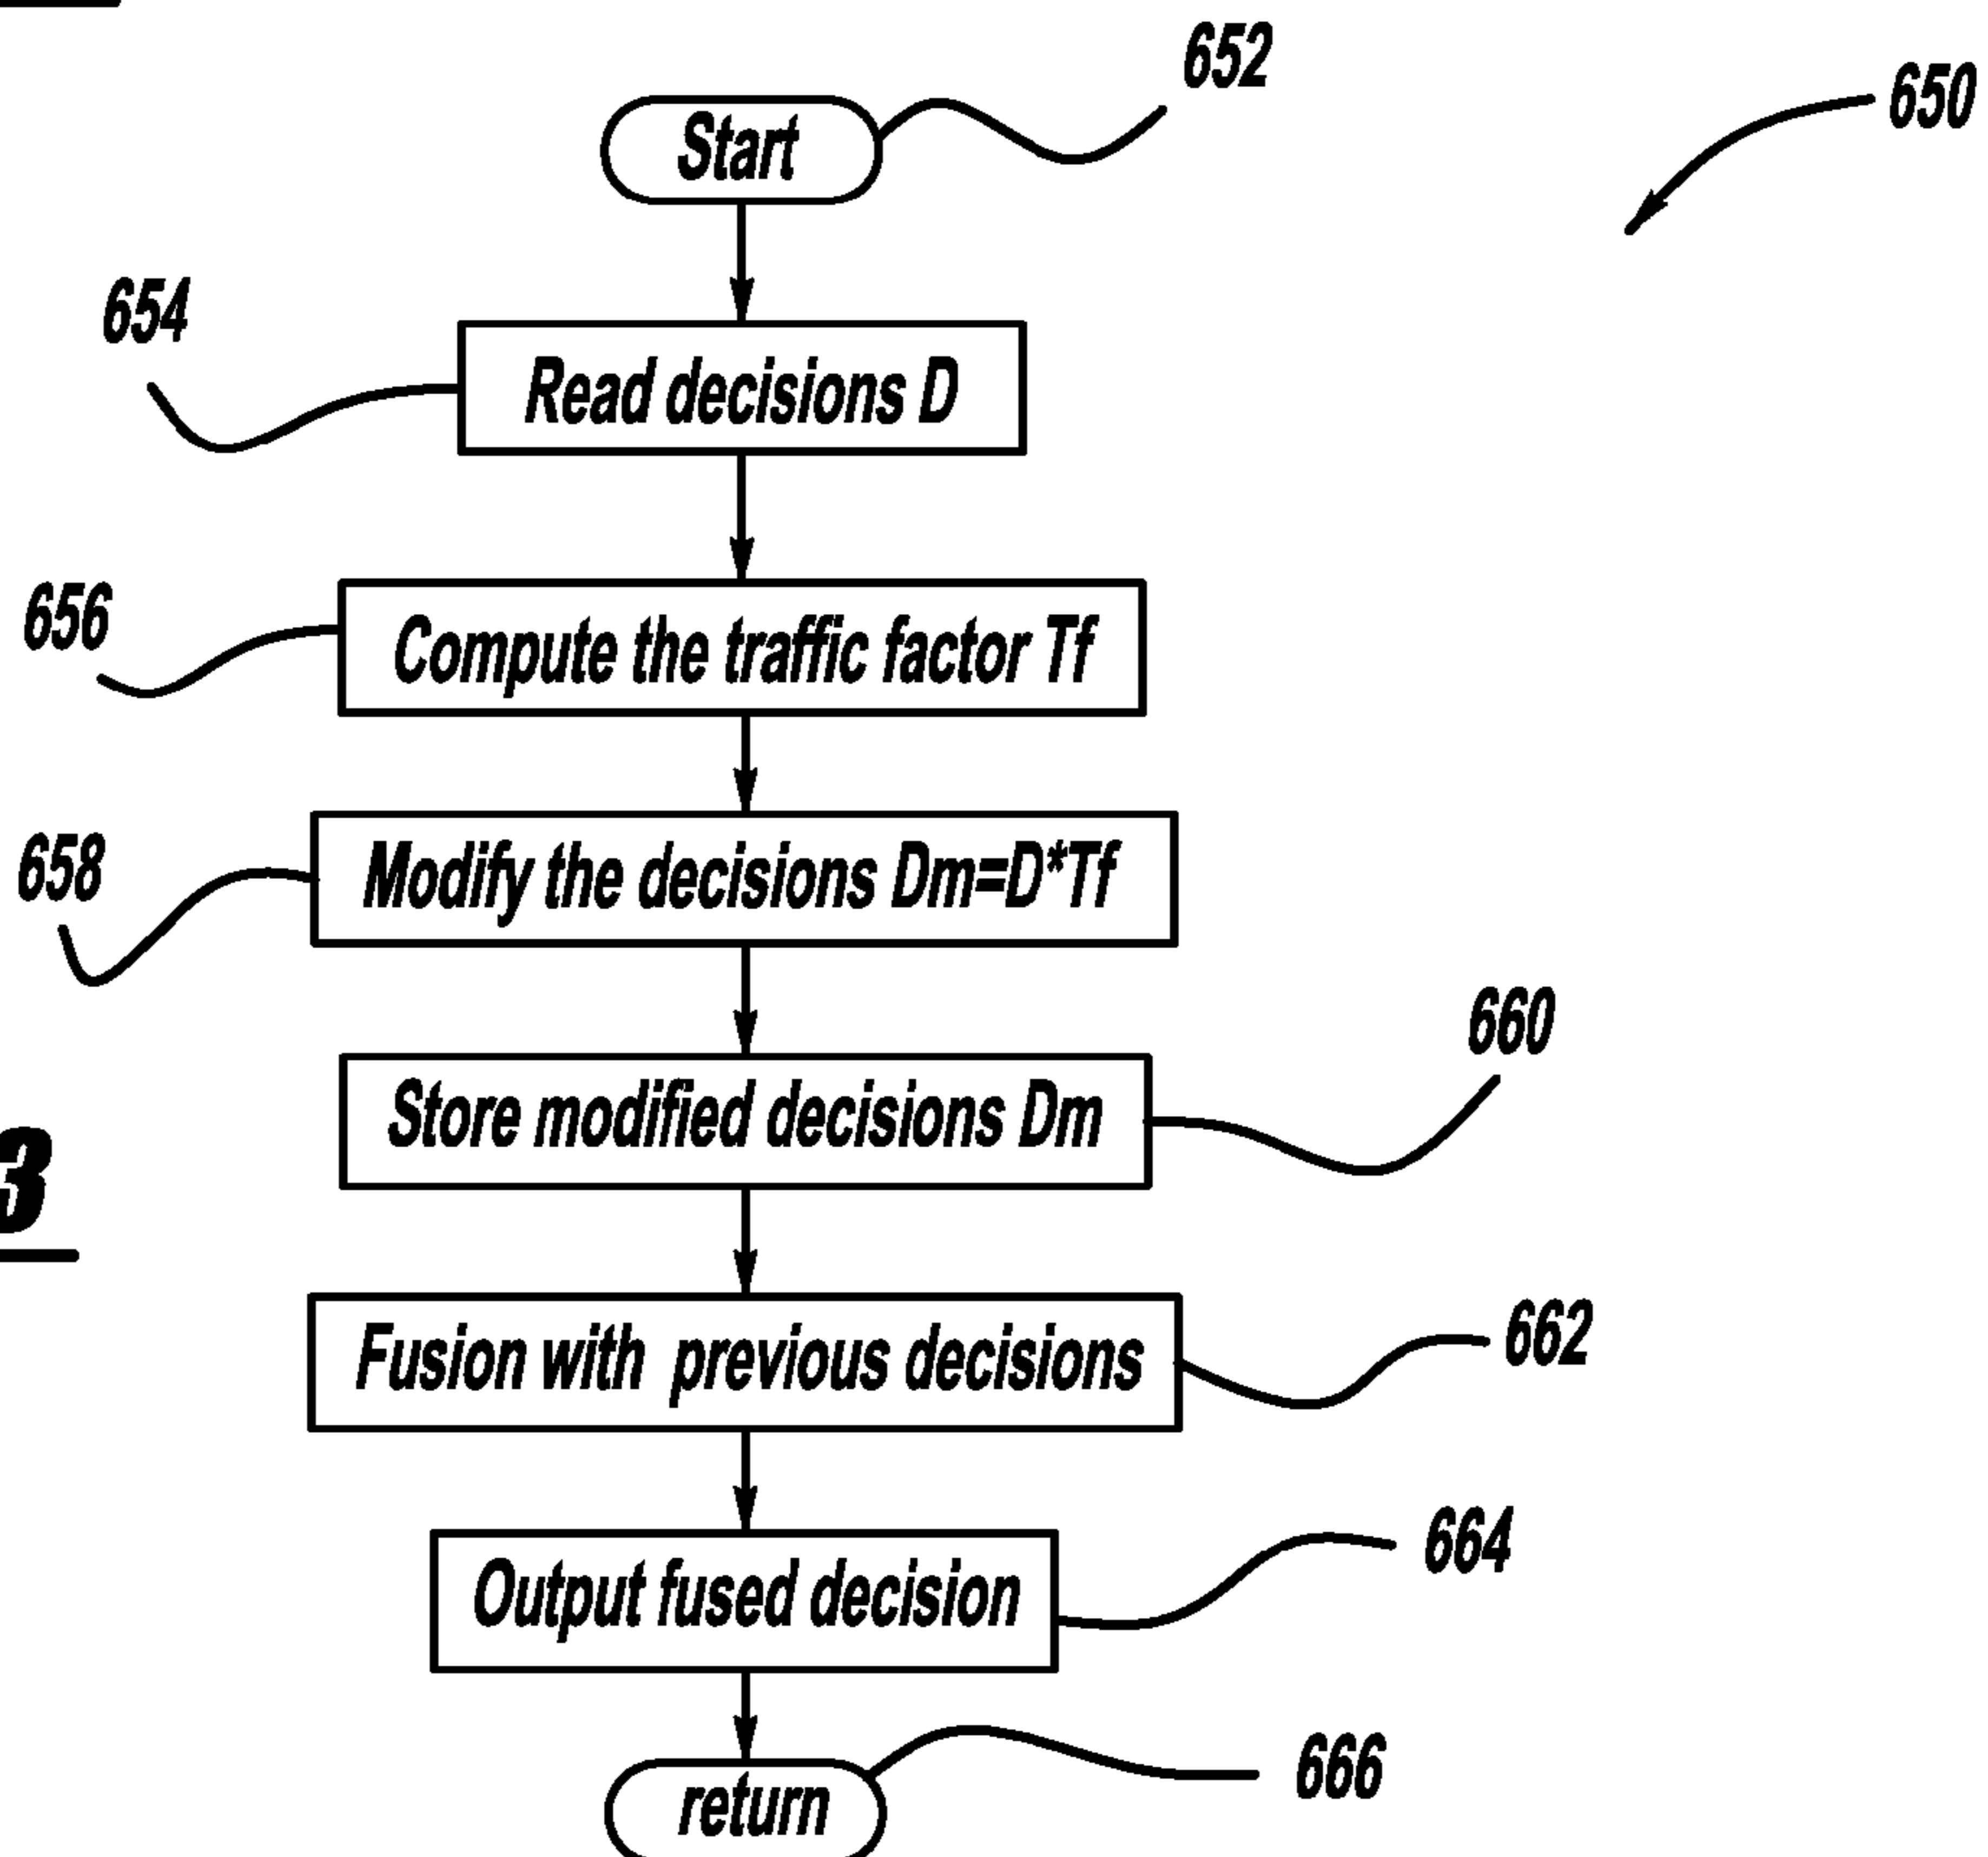 652
650
Start
654
Read decisions D
656
Compute the traffic factor Tf
658
Modify the decisions Dm=D*Tf
660
Store modified decisions Dm
3
662
Fusion with previous decisions
664
Output fused decision
666
return